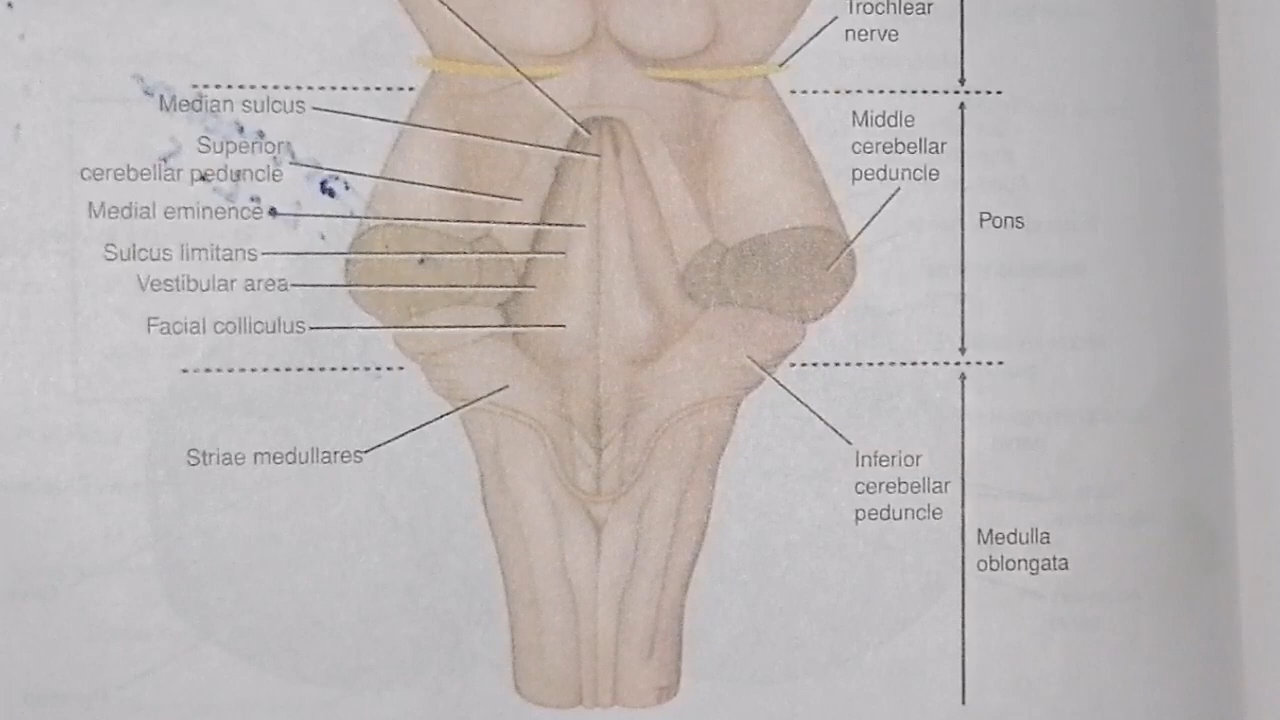 Trochlear
nerve
Median sulcus
Superior
cerebellar peduncle
Medial eminence
Sulcus limitans
Vestibular area
Facial colliculus
Striae medullares
Middle
cerebellar
peduncle
Pons
Inferior
cerebellar
peduncle
Medulla
oblongata